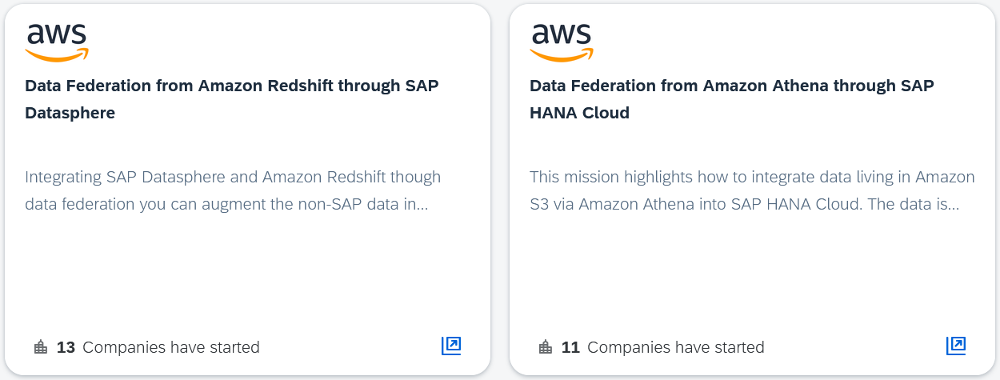 aws
Data Federation from Amazon Redshift through SAP
Datasphere
Integrating SAP Datasphere and Amazon Redshift though
data federation you can augment the non-SAP data in...
13 Companies have started
aws
Data Federation from Amazon Athena through SAP
HANA Cloud
This mission highlights how to integrate data living in Amazon
S3 via Amazon Athena into SAP HANA Cloud. The data is...
11 Companies have started